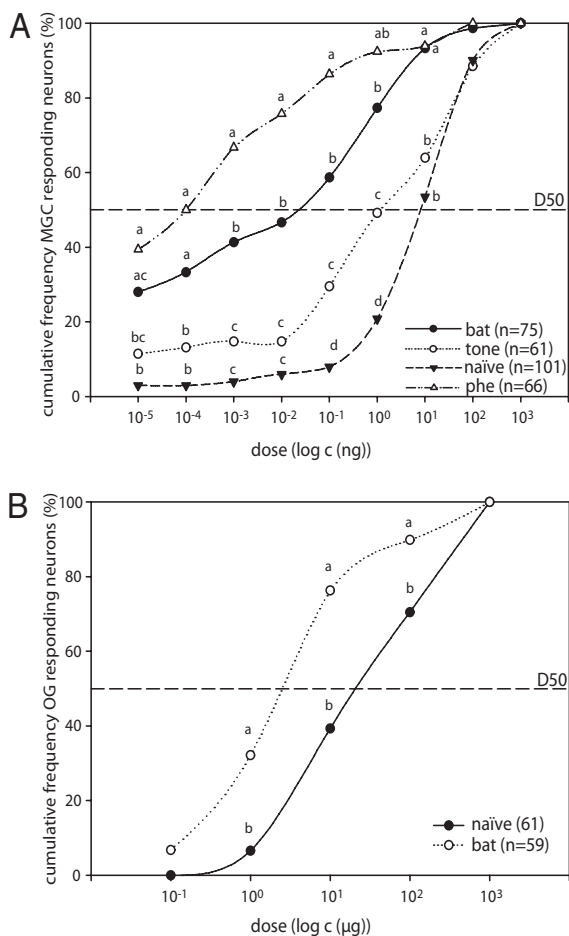 A
cumulative frequency MGC responding neurons (%)
100
80
60
40
20
0
a a a a a ab a
ac a b b b b a
bc b c c c c b
b b c c d d b
D50
bat (n=75)
tone (n=61)
naïve (n=101)
phe (n=66)
10-5 10-4 10-3 10-2 10-1 100 101 102 103
dose (log c (ng))
B
cumulative frequency OG responding neurons (%)
100
80
60
40
20
0
a a a
b b b
D50
naïve (61)
bat (n=59)
10-1 100 101 102 103
dose (log c (μg))